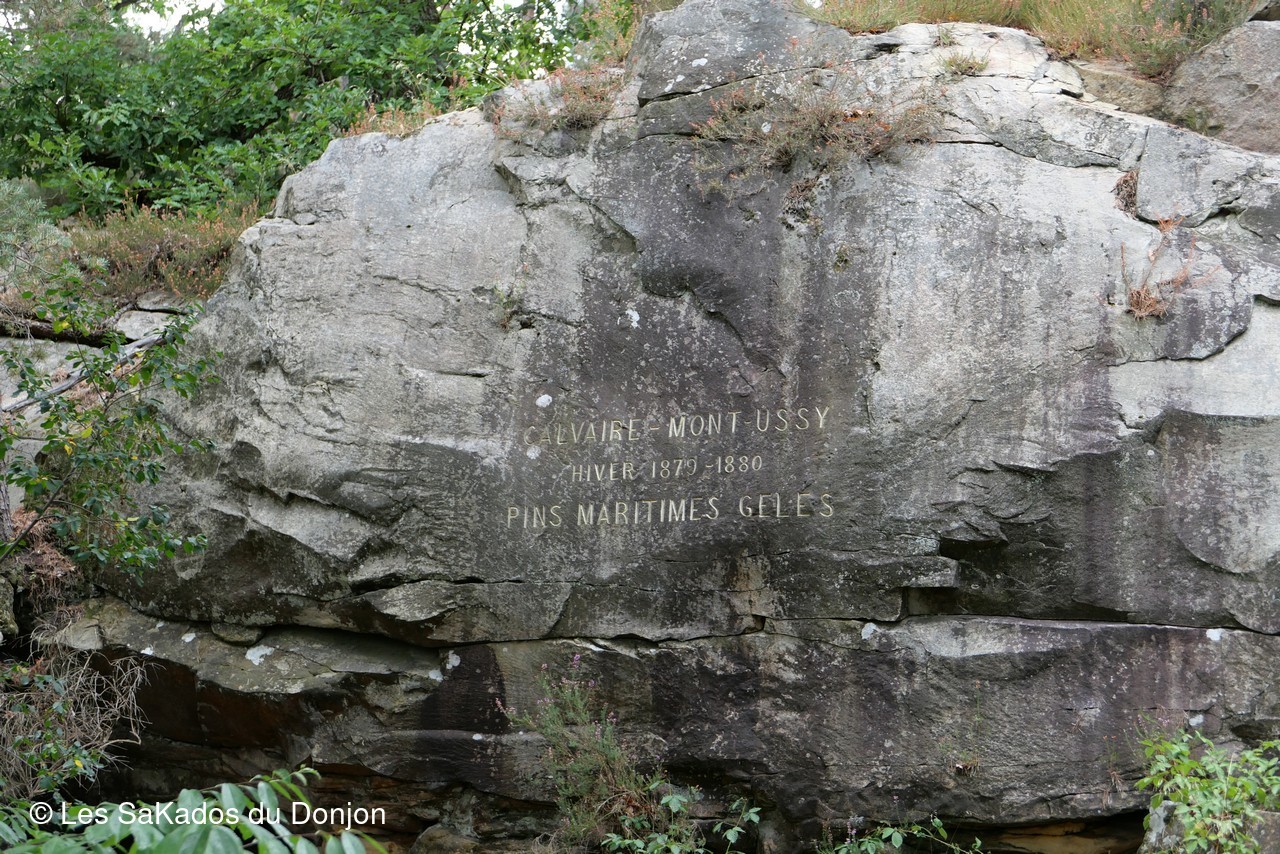 CALVAIRE - MONT USSY
HIVER 1879 - 1880
PINS MARITIMES GELES
© Les SaKados du Donjon